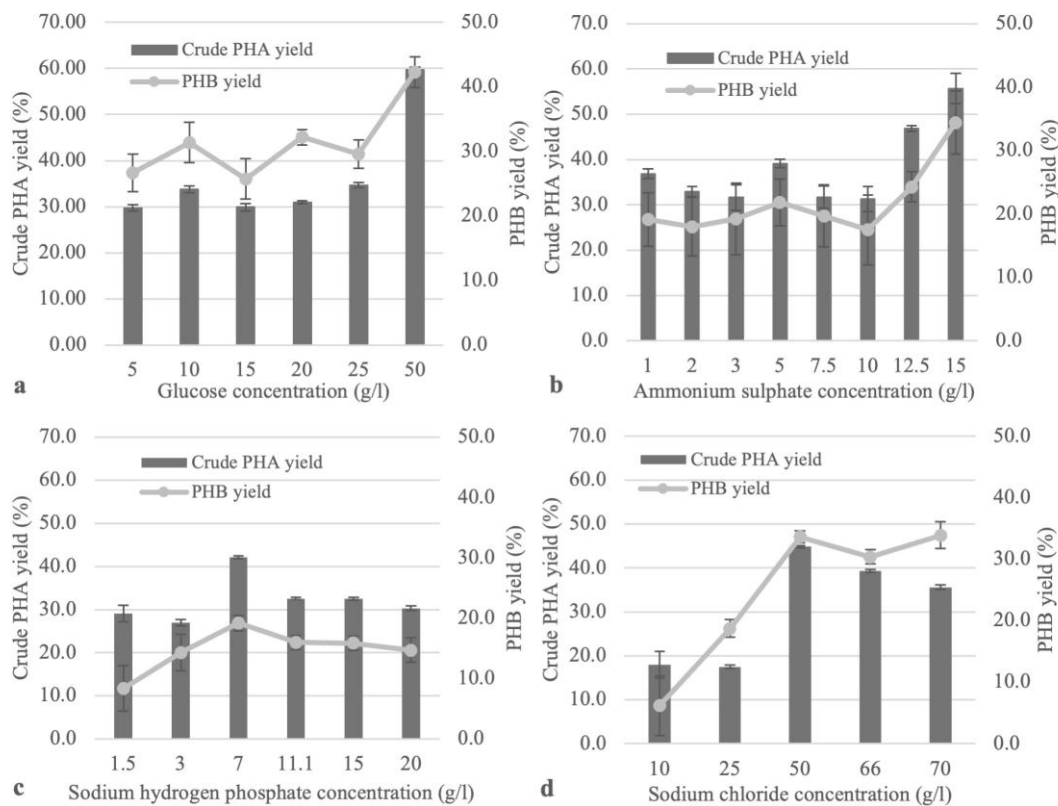 70.00
60.00
50.00
40.00
30.00
20.00
10.00
0.00
Crude PHA yield (%)
Crude PHA yield
PHB yield
50.0
40.0
30.0
20.0
10.0
0.0
PHB yield (%)
5 10 15 20 25 50
Glucose concentration (g/l)
a
70.0
60.0
50.0
40.0
30.0
20.0
10.0
0.0
Crude PHA yield (%)
Crude PHA yield
PHB yield
50.0
40.0
30.0
20.0
10.0
0.0
PHB yield (%)
1 2 3 5 7.5 10 12.5 15
Ammonium sulphate concentration (g/l)
b
70.0
60.0
50.0
40.0
30.0
20.0
10.0
0.0
Crude PHA yield (%)
Crude PHA yield
PHB yield
50.0
40.0
30.0
20.0
10.0
0.0
PHB yield (%)
1.5 3 7 11.1 15 20
Sodium hydrogen phosphate concentration (g/l)
c
70.0
60.0
50.0
40.0
30.0
20.0
10.0
0.0
Crude PHA yield (%)
Crude PHA yield
PHB yield
50.0
40.0
30.0
20.0
10.0
0.0
PHB yield (%)
10 25 50 66 70
Sodium chloride concentration (g/l)
d